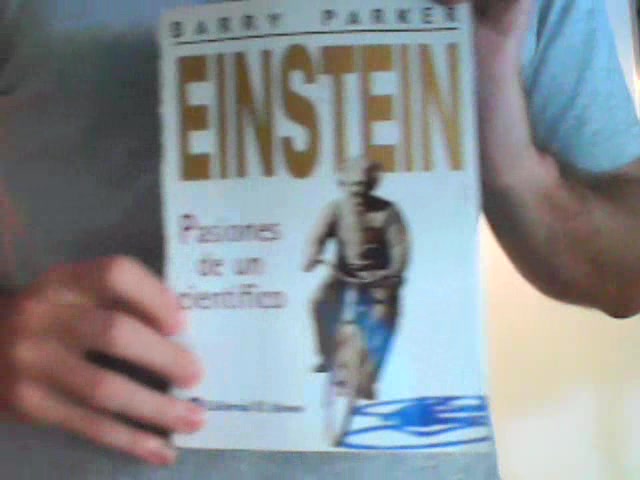 BARRY PARKER
EINSTEIN
Pasiones
de un
científico